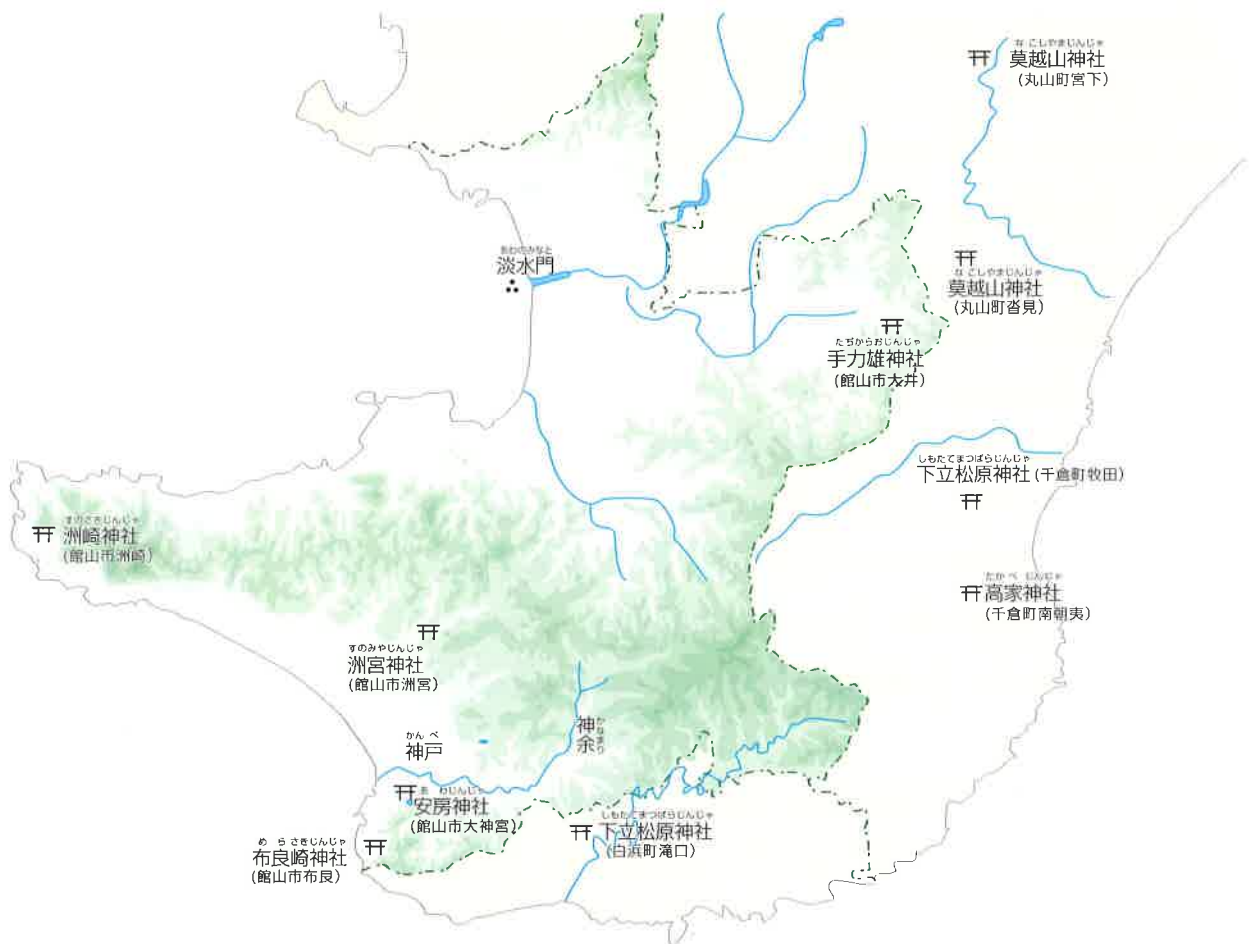 なこしやまじんじゃ
莫越山神社
(丸山町宮下)
あわのみなと
淡水門
なこしやまじんじゃ
莫越山神社
(丸山町沓見)
たぢからおじんじゃ
手力雄神社
(館山市大井)
しもたてまつばらじんじゃ
下立松原神社(千倉町牧田)
すのさきじんじゃ
洲崎神社
(館山市洲崎)
たかべじんじゃ
高家神社
(千倉町南朝夷)
すのみやじんじゃ
洲宮神社
(館山市洲宮)
かなまり
神余
かんべ
神戸
あわじんじゃ
安房神社
(館山市大神宮)
しもたてまつばらじんじゃ
下立松原神社
(白浜町滝口)
めらさきじんじゃ
布良崎神社
(館山市布良)